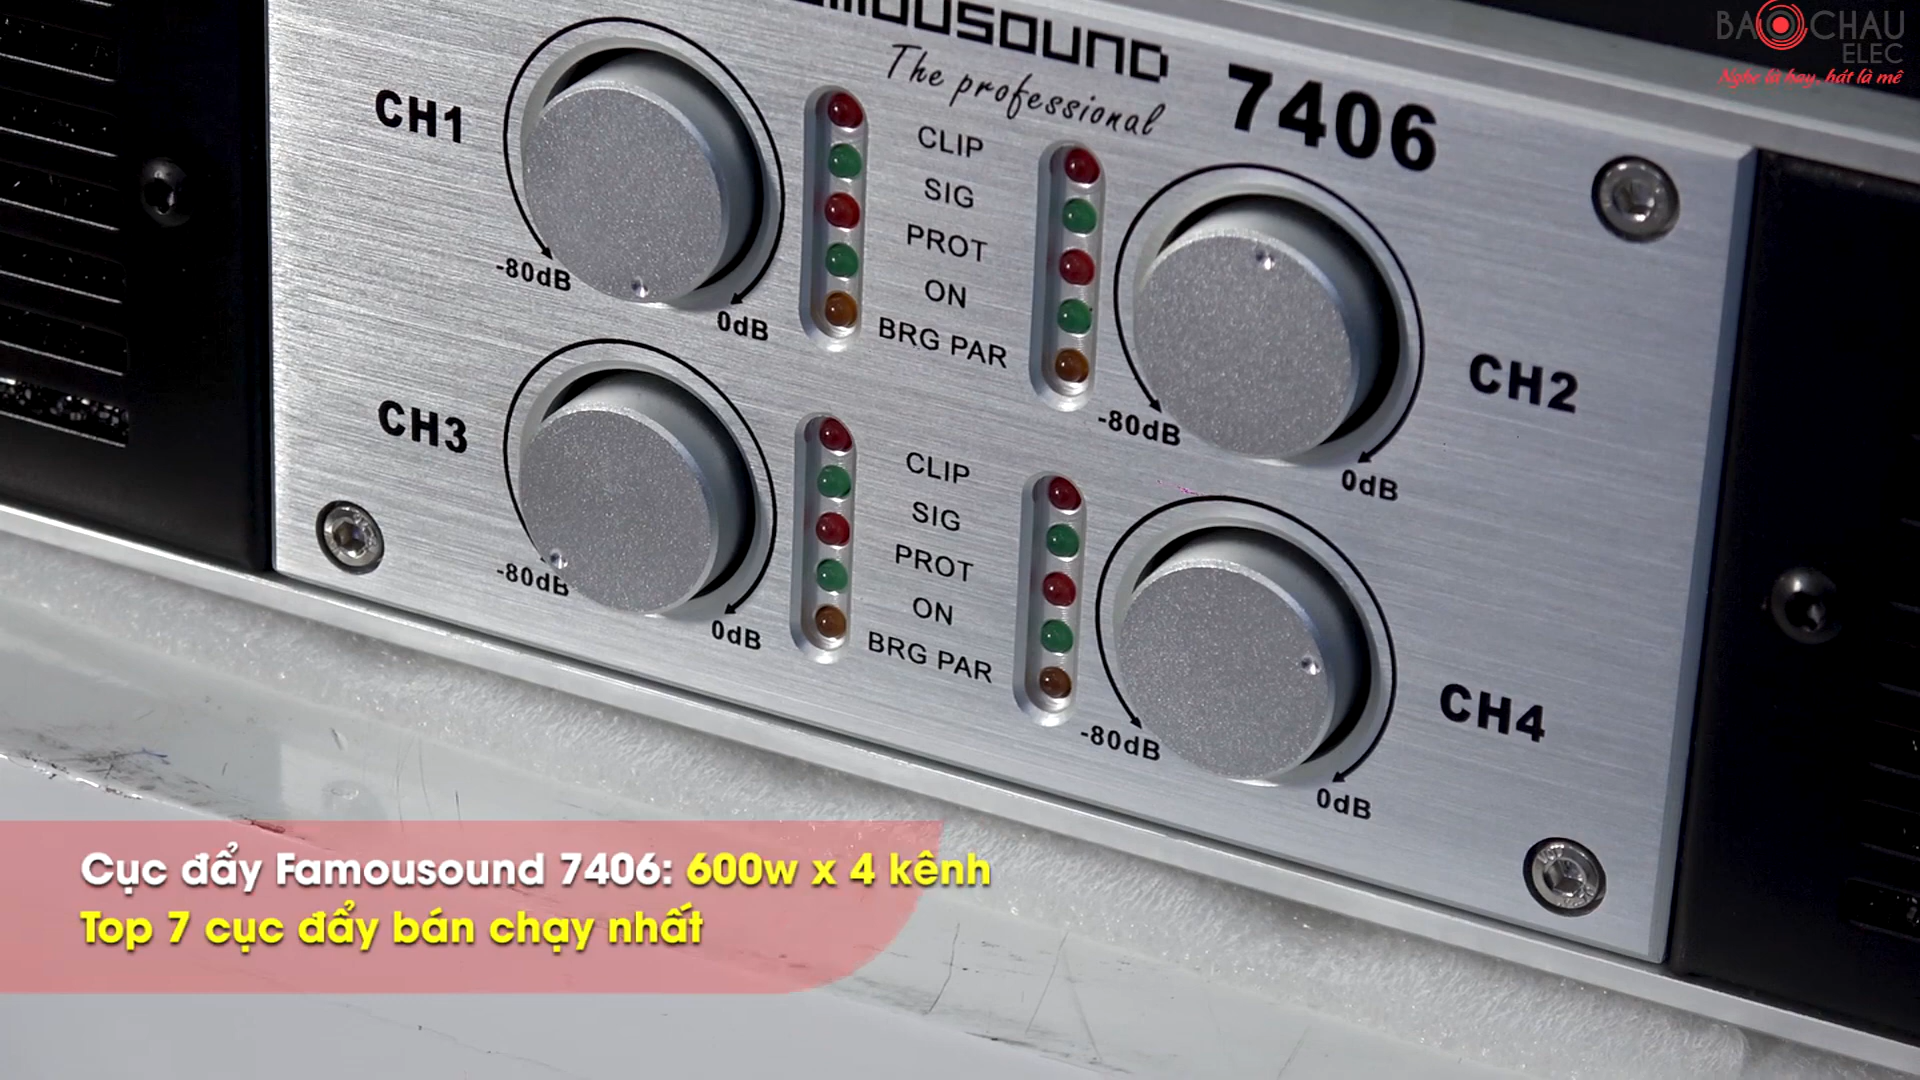 The professional
7406
BAOCHAU
ELEC
Nghe là hay, hát là mê
CH1
-80dB
0dB
CLIP
SIG
PROT
ON
BRG PAR
CH2
-80dB
0dB
CH3
-80dB
0dB
CLIP
SIG
PROT
ON
BRG PAR
CH4
-80dB
0dB
Cục đẩy Famousound 7406: 600w x 4 kênh
Top 7 cục đẩy bán chạy nhất